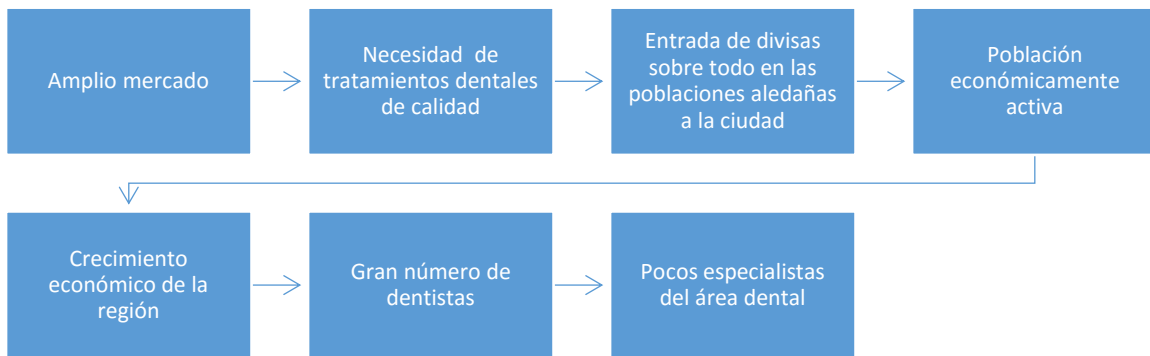 Amplio mercado
Necesidad de
tratamientos dentales
de calidad
Entrada de divisas
sobre todo en las
poblaciones aledañas
a la ciudad
Población
económicamente
activa
Crecimiento
económico de la
región
Gran número de
dentistas
Pocos especialistas
del área dental